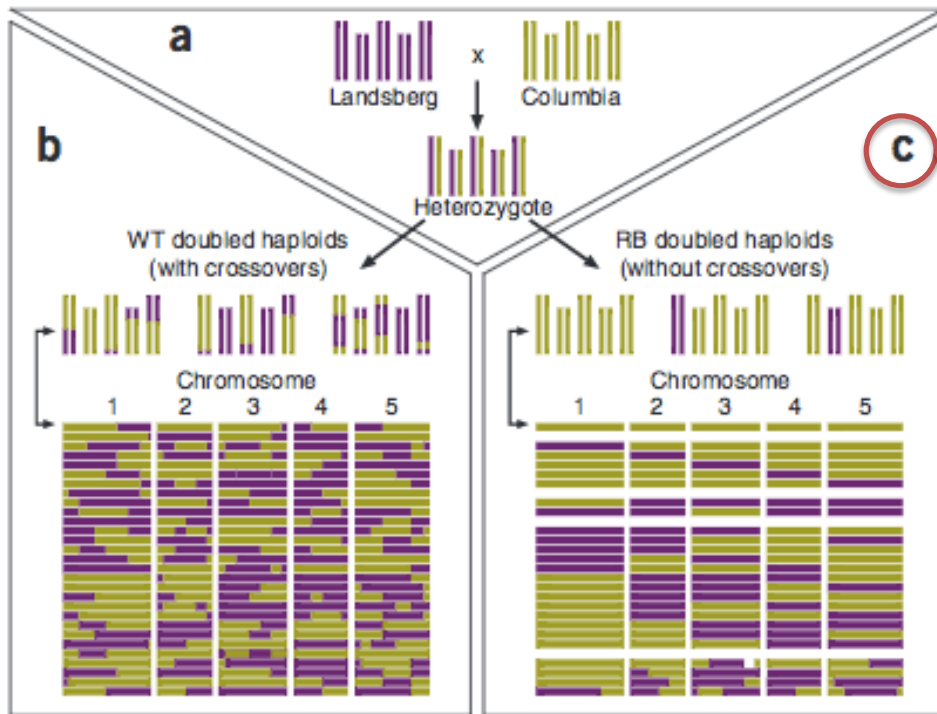 a
x
Landsberg
Columbia
b
c
Heterozygote
WT doubled haploids
(with crossovers)
RB doubled haploids
(without crossovers)
Chromosome
1 2 3 4 5
Chromosome
1 2 3 4 5